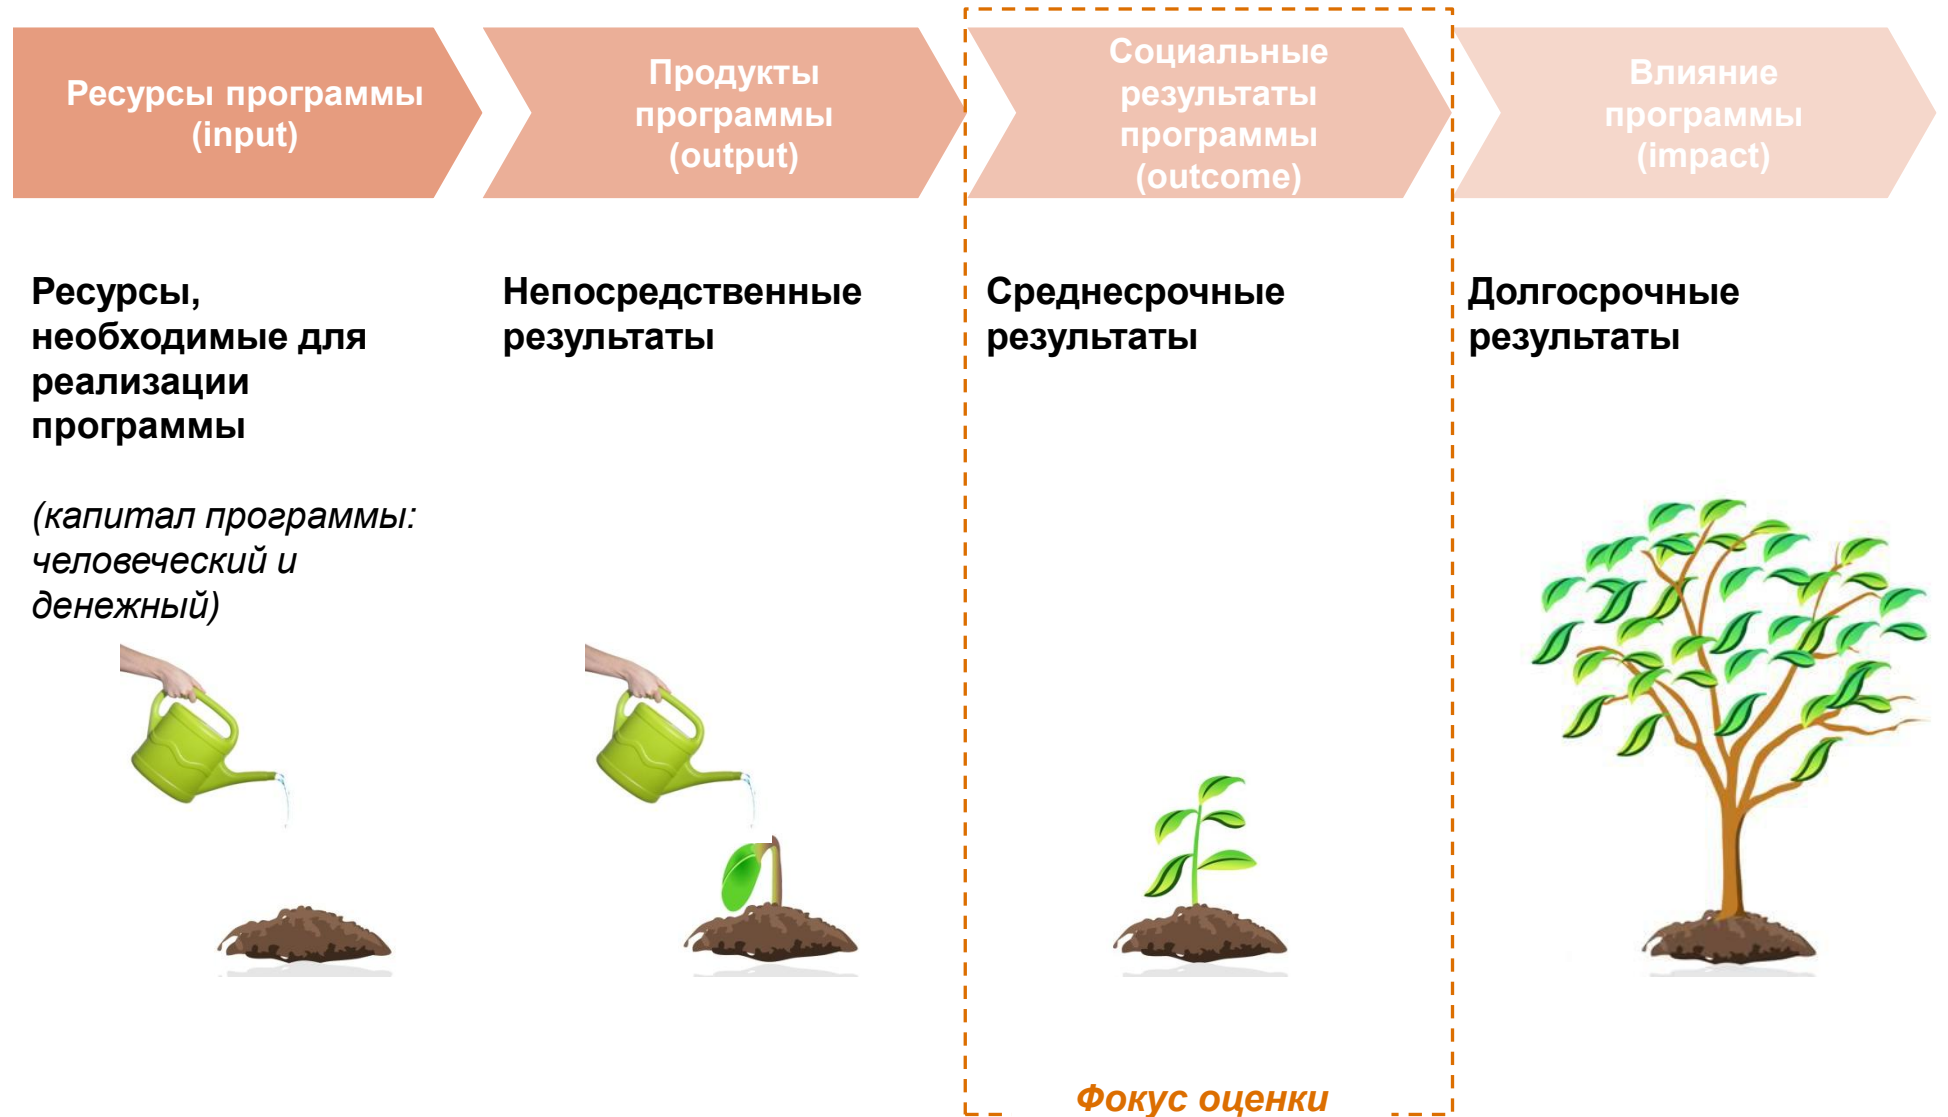 Ресурсы программы
(input)
Продукты
программы
(output)
Социальные
результаты
программы
(outcome)
Влияние
программы
(impact)
Ресурсы,
необходимые для
реализации
программы
(капитал программы:
человеческий и
денежный)
Непосредственные
результаты
Среднесрочные
результаты
Долгосрочные
результаты
Фокус оценки